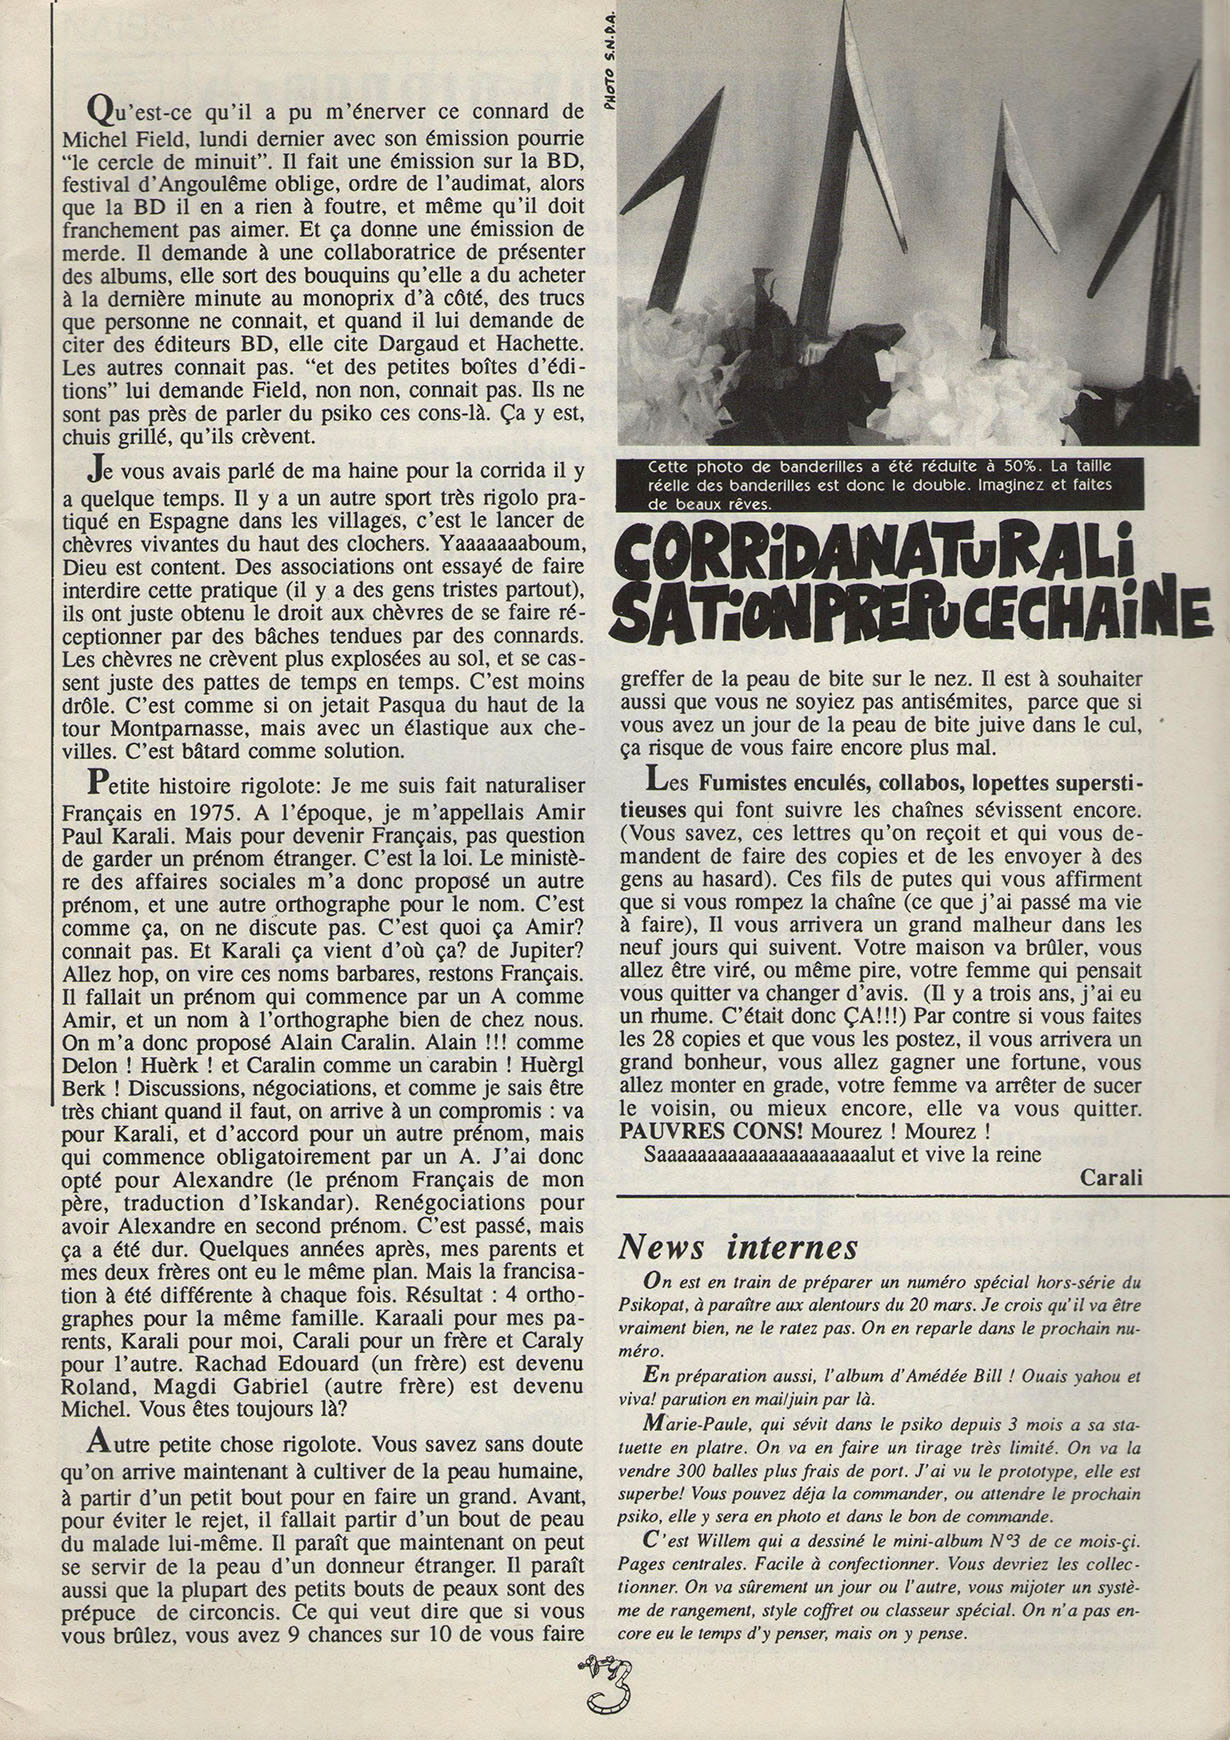 Qu'est-ce qu'il a pu m'énerver ce connard de
Michel Field, lundi dernier avec son émission pourrie
“le cercle de minuit”. Il fait une émission sur la BD,
festival d'Angoulême oblige, ordre de l'audimat, alors
que la BD il en a rien à foutre, et même qu'il doit
franchement pas aimer. Et ça donne une émission de
merde. Il demande à une collaboratrice de présenter
des albums, elle sort des bouquins qu'elle a du acheter
à la dernière minute au monoprix d'à côté, des trucs
que personne ne connait, et quand il lui demande de
citer des éditeurs BD, elle cite Dargaud et Hachette.
Les autres connait pas. “et des petites boîtes d'édi-
tions” lui demande Field, non non, connait pas. Ils ne
sont pas près de parler du psiko ces cons-là. Ça y est,
chuis grillé, qu'ils crèvent.
Je vous avais parlé de ma haine pour la corrida il y
a quelque temps. Il y a un autre sport très rigolo pra-
tiqué en Espagne dans les villages, c'est le lancer de
chèvres vivantes du haut des clochers. Yaaaaaaaboum,
Dieu est content. Des associations ont essayé de faire
interdire cette pratique (il y a des gens tristes partout),
ils ont juste obtenu le droit aux chèvres de se faire ré-
ceptionner par des bâches tendues par des connards.
Les chèvres ne crèvent plus explosées au sol, et se cas-
sent juste des pattes de temps en temps. C'est moins
drôle. C'est comme si on jetait Pasqua du haut de la
tour Montparnasse, mais avec un élastique aux che-
villes. C'est bâtard comme solution.
Petite histoire rigolote: Je me suis fait naturaliser
Français en 1975. A l'époque, je m'appellais Amir
Paul Karali. Mais pour devenir Français, pas question
de garder un prénom étranger. C'est la loi. Le ministè-
re des affaires sociales m'a donc proposé un autre
prénom, et une autre orthographe pour le nom. C'est
comme ça, on ne discute pas. C'est quoi ça Amir?
connait pas. Et Karali ça vient d'où ça? de Jupiter?
Allez hop, on vire ces noms barbares, restons Français.
Il fallait un prénom qui commence par un A comme
Amir, et un nom à l'orthographe bien de chez nous.
On m'a donc proposé Alain Caralin. Alain !!! comme
Delon ! Huèrk ! et Caralin comme un carabin ! Huèrgl
Berk ! Discussions, négociations, et comme je sais être
très chiant quand il faut, on arrive à un compromis : va
pour Karali, et d'accord pour un autre prénom, mais
qui commence obligatoirement par un A. J'ai donc
opté pour Alexandre (le prénom Français de mon
père, traduction d'Iskandar). Renégociations pour
avoir Alexandre en second prénom. C'est passé, mais
ça a été dur. Quelques années après, mes parents et
mes deux frères ont eu le même plan. Mais la francisa-
tion à été différente à chaque fois. Résultat : 4 ortho-
graphes pour la même famille. Karaali pour mes pa-
rents, Karali pour moi, Carali pour un frère et Caraly
pour l'autre. Rachad Edouard (un frère) est devenu
Roland, Magdi Gabriel (autre frère) est devenu
Michel. Vous êtes toujours là?
Autre petite chose rigolote. Vous savez sans doute
qu'on arrive maintenant à cultiver de la peau humaine,
à partir d'un petit bout pour en faire un grand. Avant,
pour éviter le rejet, il fallait partir d'un bout de peau
du malade lui-même. Il paraît que maintenant on peut
se servir de la peau d'un donneur étranger. Il paraît
aussi que la plupart des petits bouts de peaux sont des
prépuce de circoncis. Ce qui veut dire que si vous
vous brûlez, vous avez 9 chances sur 10 de vous faire
PHOTO S.N.D.A.
Cette photo de banderilles a été réduite à 50%. La taille
réelle des banderilles est donc le double. Imaginez et faites
de beaux rêves.
CORRiDANATuRALi
SATiONPREPuCECHAiNE
greffer de la peau de bite sur le nez. Il est à souhaiter
aussi que vous ne soyiez pas antisémites, parce que si
vous avez un jour de la peau de bite juive dans le cul,
ça risque de vous faire encore plus mal.
Les Fumistes enculés, collabos, lopettes supersti-
tieuses qui font suivre les chaînes sévissent encore.
(Vous savez, ces lettres qu'on reçoit et qui vous de-
mandent de faire des copies et de les envoyer à des
gens au hasard). Ces fils de putes qui vous affirment
que si vous rompez la chaîne (ce que j'ai passé ma vie
à faire), Il vous arrivera un grand malheur dans les
neuf jours qui suivent. Votre maison va brûler, vous
allez être viré, ou même pire, votre femme qui pensait
vous quitter va changer d'avis. (Il y a trois ans, j'ai eu
un rhume. C'était donc ÇA!!!) Par contre si vous faites
les 28 copies et que vous les postez, il vous arrivera un
grand bonheur, vous allez gagner une fortune, vous
allez monter en grade, votre femme va arrêter de sucer
le voisin, ou mieux encore, elle va vous quitter.
PAUVRES CONS! Mourez ! Mourez !
Saaaaaaaaaaaaaaaaaaaaaalut et vive la reine
Carali
News internes
On est en train de préparer un numéro spécial hors-série du
Psikopat, à paraître aux alentours du 20 mars. Je crois qu'il va être
vraiment bien, ne le ratez pas. On en reparle dans le prochain nu-
méro.
En préparation aussi, l'album d'Amédée Bill ! Ouais yahou et
viva! parution en mai/juin par là.
Marie-Paule, qui sévit dans le psiko depuis 3 mois a sa sta-
tuette en platre. On va en faire un tirage très limité. On va la
vendre 300 balles plus frais de port. J'ai vu le prototype, elle est
superbe! Vous pouvez déja la commander, ou attendre le prochain
psiko, elle y sera en photo et dans le bon de commande.
C'est Willem qui a dessiné le mini-album N°3 de ce mois-çi.
Pages centrales. Facile à confectionner. Vous devriez les collec-
tionner. On va sûrement un jour ou l'autre, vous mijoter un systè-
me de rangement, style coffret ou classeur spécial. On n'a pas en-
core eu le temps d'y penser, mais on y pense.
3